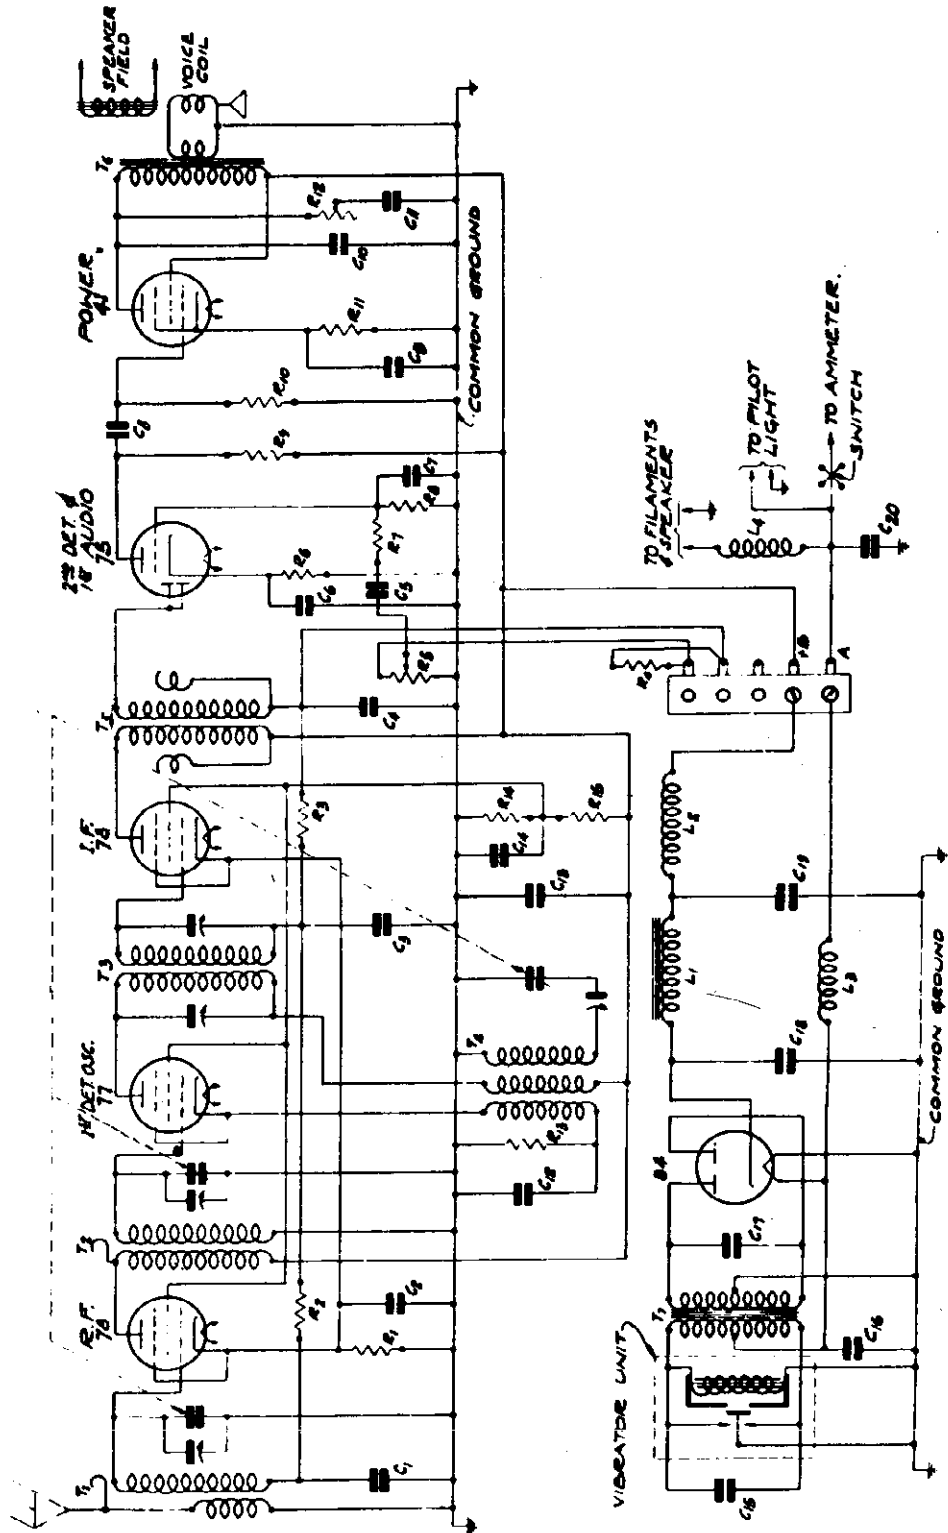 SPEAKER
FIELD
VOICE
COIL
T6
POWER
41
R12
C11
C10
R11
C9
COMMON GROUND
R10
R9
C8
2ND DET. &
1ST AUDIO
75
C7
R8
R7
R6
C6
C5
R5
T5
C4
I.F.
78
R3
T3
C3
1ST DET. OSC.
77
T2
R.F.
78
R2
C2
R1
T1
C1
R14
C14
R15
C13
T4
R13
C12
TO FILAMENTS
& SPEAKER
TO PILOT
LIGHT
TO AMMETER.
SWITCH
L4
C20
+B
A
R4
L2
C19
L1
L3
C18
84
C17
T7
C16
VIBRATOR UNIT
C15
COMMON GROUND